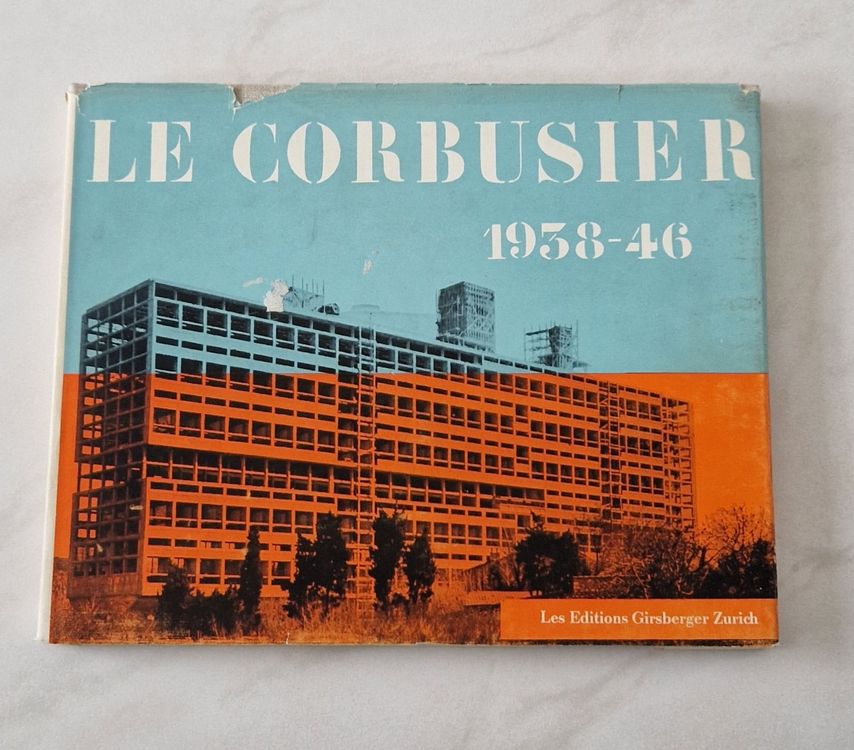 LE CORBUSIER
1938-46
Les Editions Girsberger Zurich